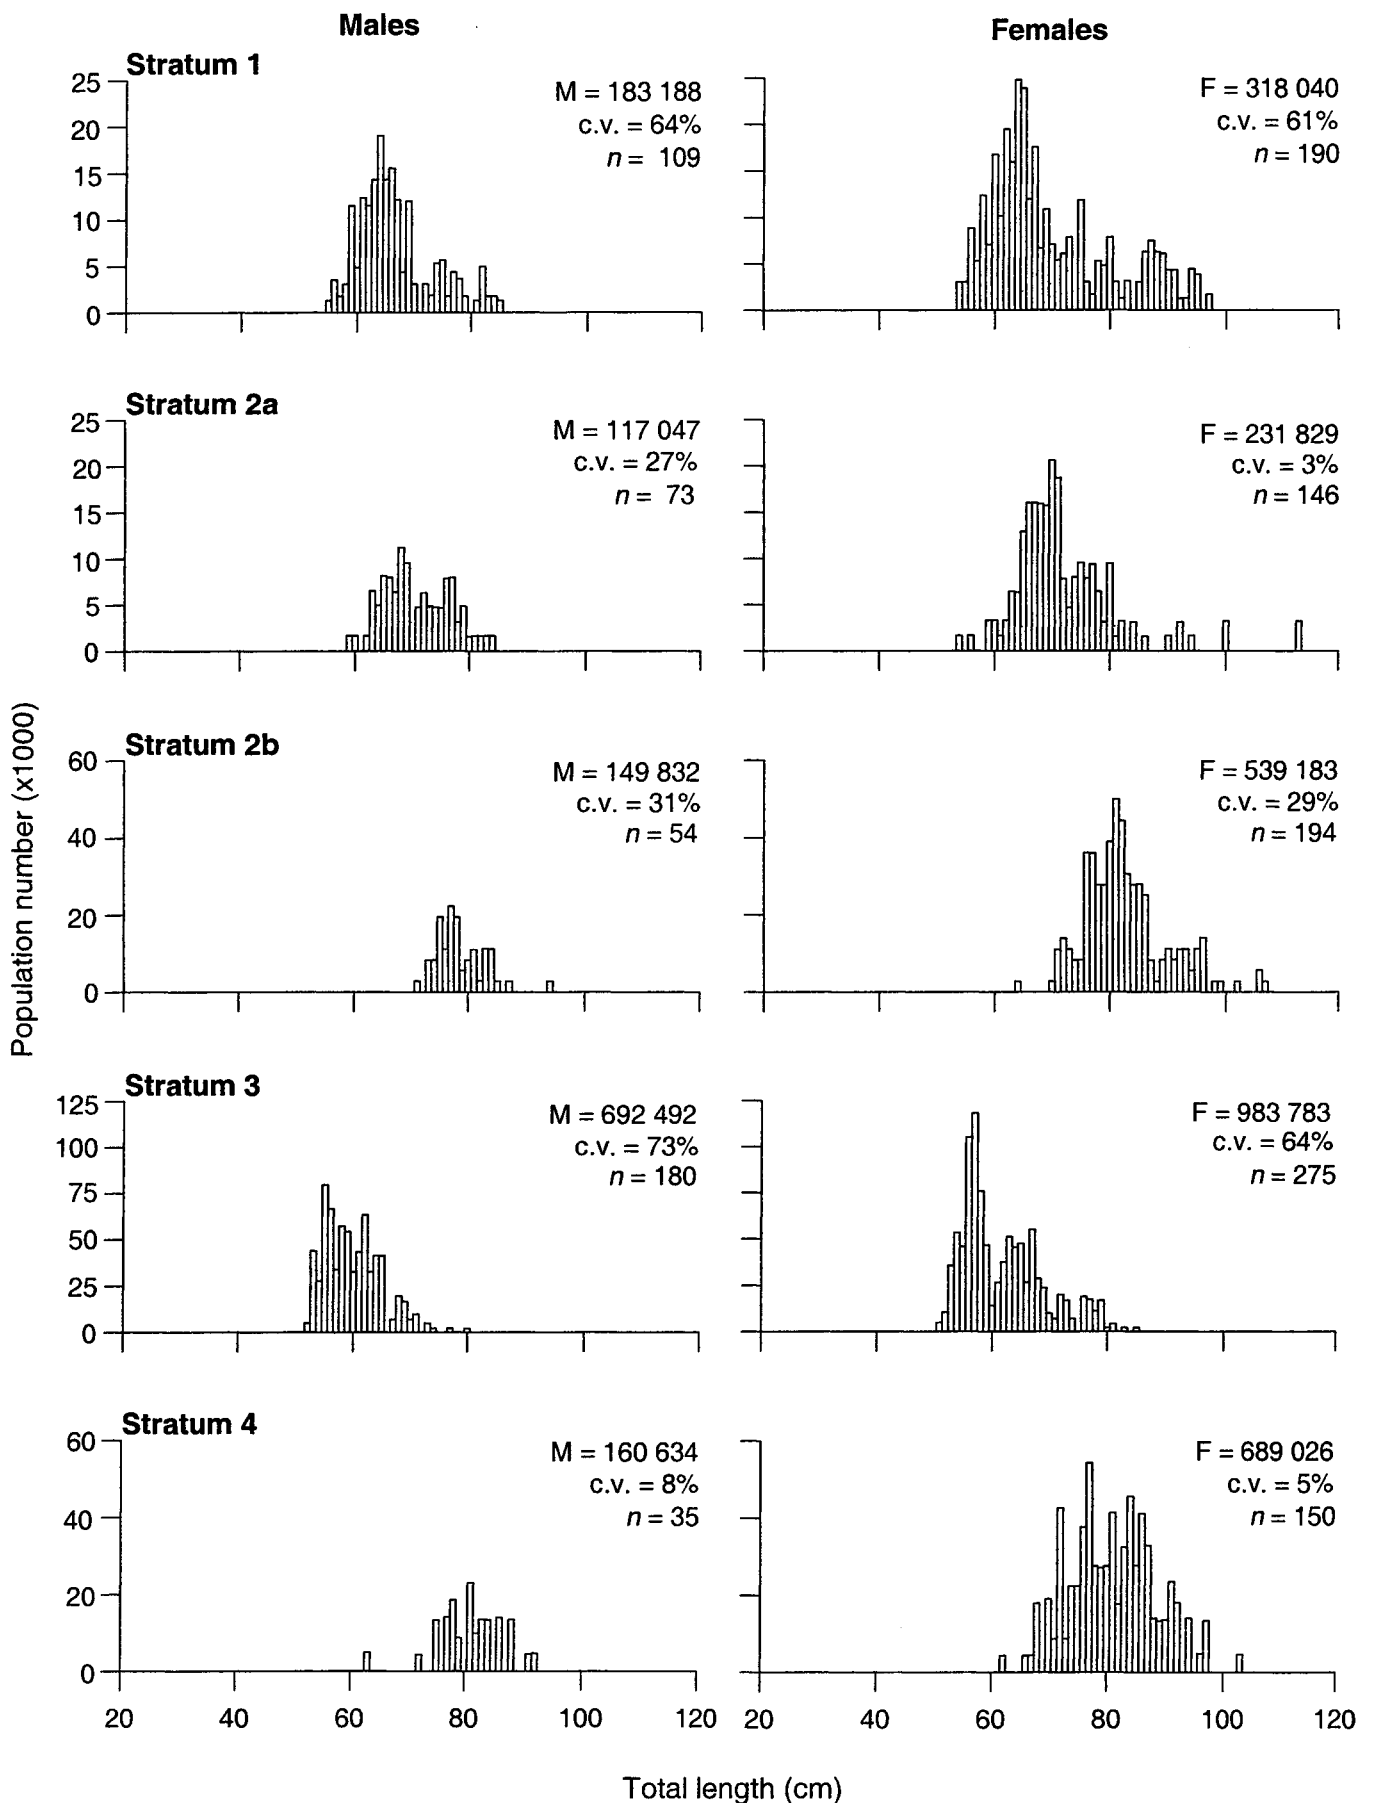 Males
Females
Stratum 1
M = 183 188
c.v. = 64%
n = 109
25
20
15
10
5
0
F = 318 040
c.v. = 61%
n = 190
Stratum 2a
M = 117 047
c.v. = 27%
n = 73
25
20
15
10
5
0
F = 231 829
c.v. = 3%
n = 146
Population number (x1000)
Stratum 2b
M = 149 832
c.v. = 31%
n = 54
60
40
20
0
F = 539 183
c.v. = 29%
n = 194
Stratum 3
M = 692 492
c.v. = 73%
n = 180
125
100
75
50
25
0
F = 983 783
c.v. = 64%
n = 275
Stratum 4
M = 160 634
c.v. = 8%
n = 35
60
40
20
0
F = 689 026
c.v. = 5%
n = 150
20 40 60 80 100 120
20 40 60 80 100 120
Total length (cm)